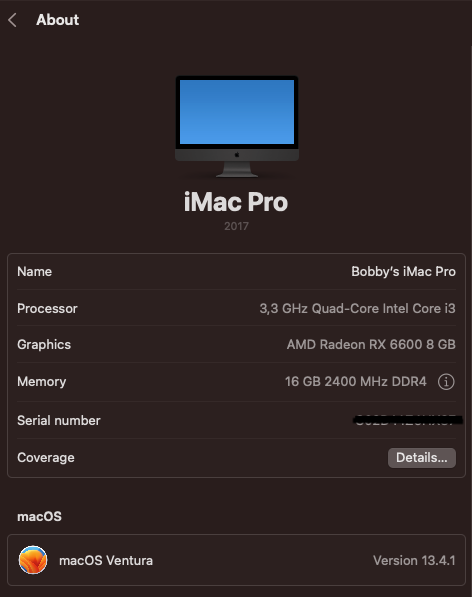 About
iMac Pro
2017
Name Bobby's iMac Pro
Processor 3,3 GHz Quad-Core Intel Core i3
Graphics AMD Radeon RX 6600 8 GB
Memory 16 GB 2400 MHz DDR4
Serial number
Coverage Details...
macOS
macOS Ventura Version 13.4.1